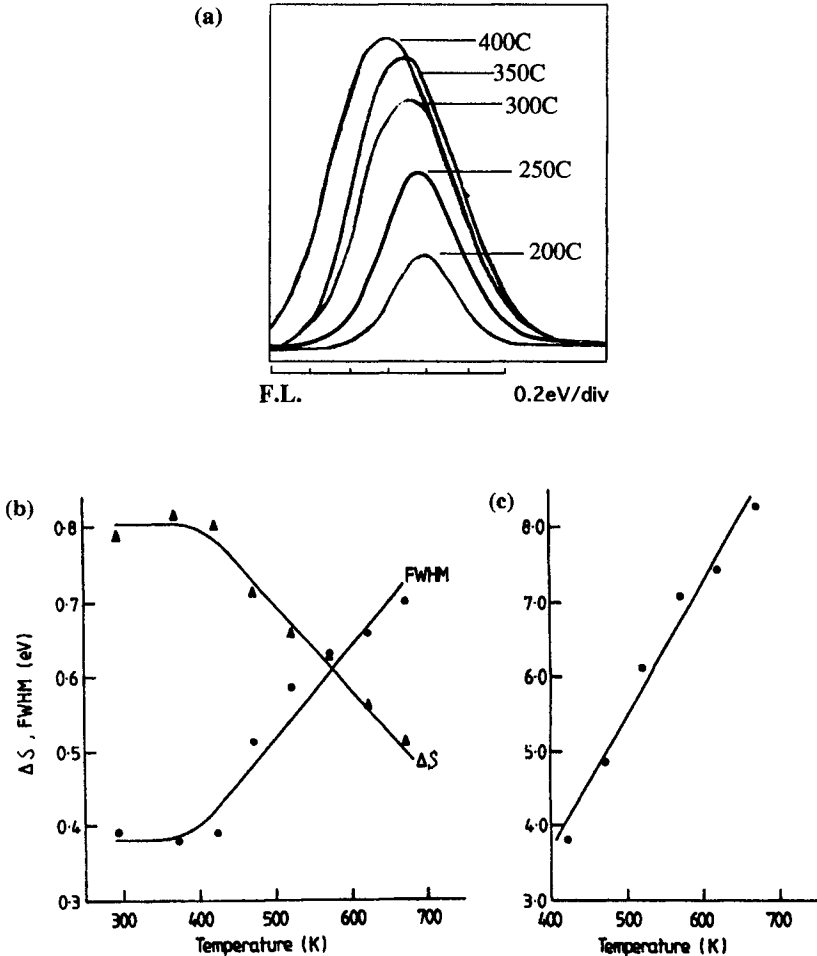 (a)
400C
350C
300C
250C
200C
F.L.
0.2eV/div
(b)
0·8
0·7
0·6
0·5
0·4
0·3
ΔS, FWHM (eV)
FWHM
ΔS
300 400 500 600 700
Temperature (K)
(c)
8·0
7·0
6·0
5·0
4·0
3·0
400 500 600 700
Temperature (K)